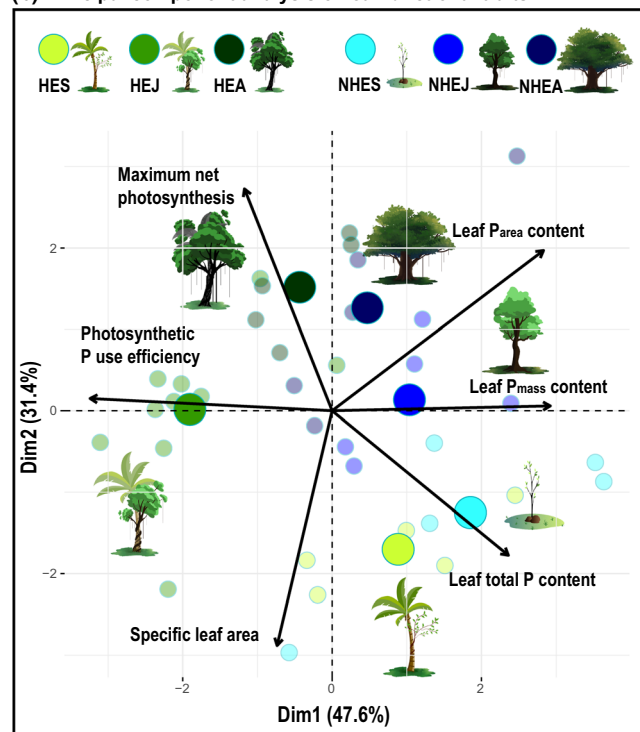 HES HEJ HEA NHES NHEJ NHEA
Maximum net
photosynthesis
Leaf Parea content
Photosynthetic
P use efficiency
Leaf Pmass content
Leaf total P content
Specific leaf area
2
0
−2
Dim2 (31.4%)
−2 0 2
Dim1 (47.6%)